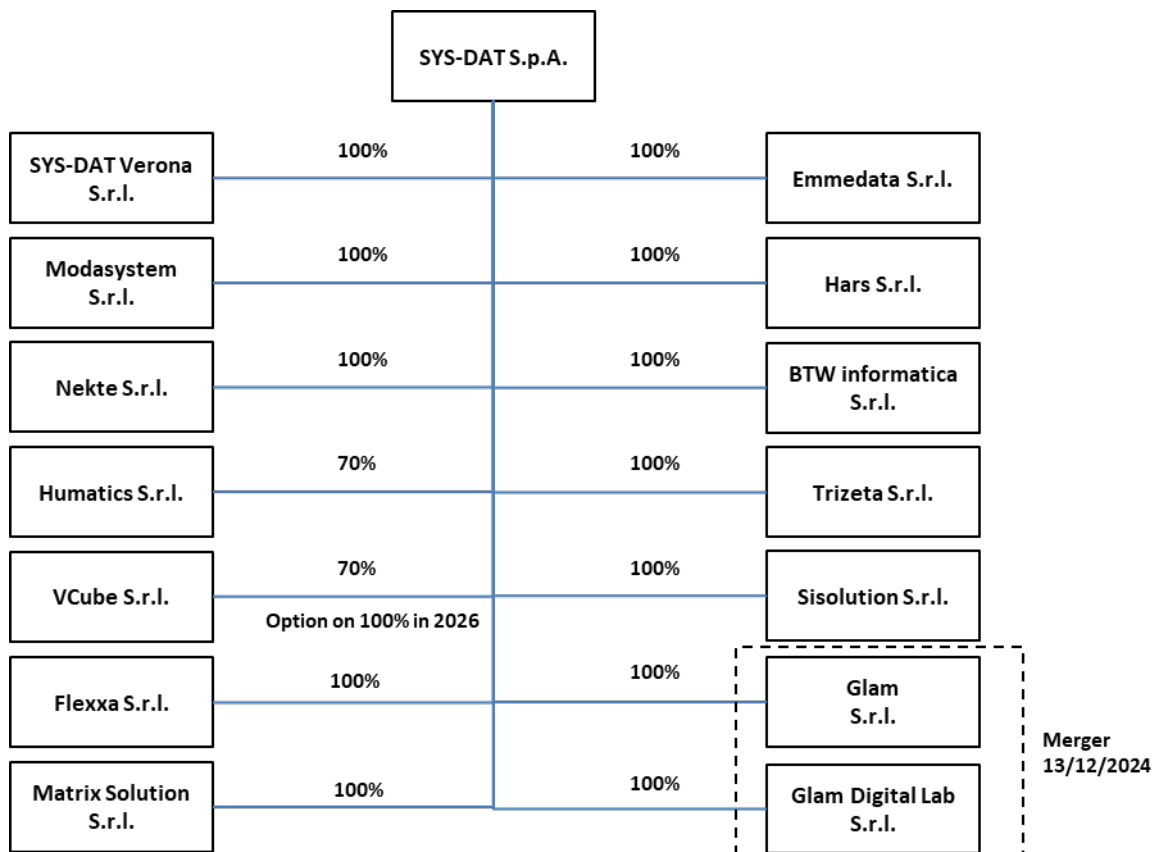 SYS-DAT S.p.A.
SYS-DAT Verona
S.r.l.
100%
100%
Emmedata S.r.l.
Modasystem
S.r.l.
100%
100%
Hars S.r.l.
Nekte S.r.l.
100%
100%
BTW informatica
S.r.l.
Humatics S.r.l.
70%
100%
Trizeta S.r.l.
VCube S.r.l.
70%
Option on 100% in 2026
100%
Sisolution S.r.l.
Flexxa S.r.l.
100%
100%
Glam
S.r.l.
Merger
13/12/2024
Matrix Solution
S.r.l.
100%
100%
Glam Digital Lab
S.r.l.